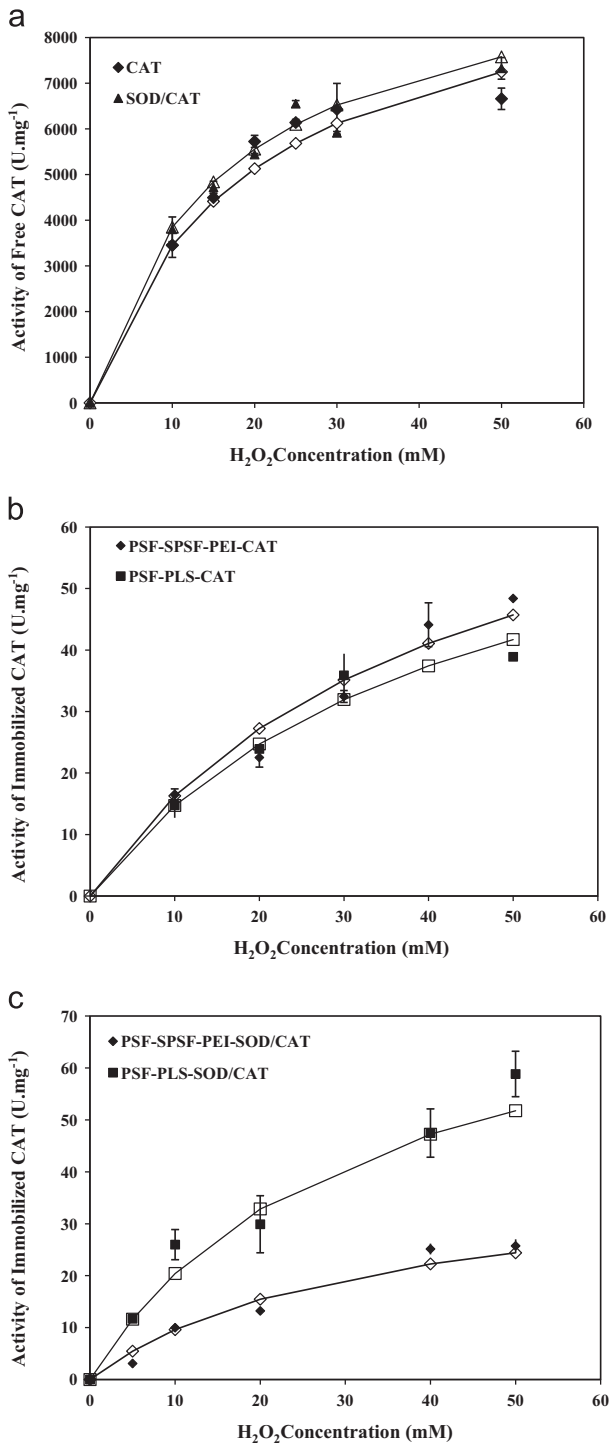 a
8000
7000
6000
5000
4000
3000
2000
1000
0
Activity of Free CAT (U.mg⁻¹)
CAT
SOD/CAT
0 10 20 30 40 50 60
H₂O₂Concentration (mM)
b
60
50
40
30
20
10
0
Activity of Immobilized CAT (U.mg⁻¹)
PSF-SPSF-PEI-CAT
PSF-PLS-CAT
0 10 20 30 40 50 60
H₂O₂Concentration (mM)
c
70
60
50
40
30
20
10
0
Activity of Immobilized CAT (U.mg⁻¹)
PSF-SPSF-PEI-SOD/CAT
PSF-PLS-SOD/CAT
0 10 20 30 40 50 60
H₂O₂Concentration (mM)